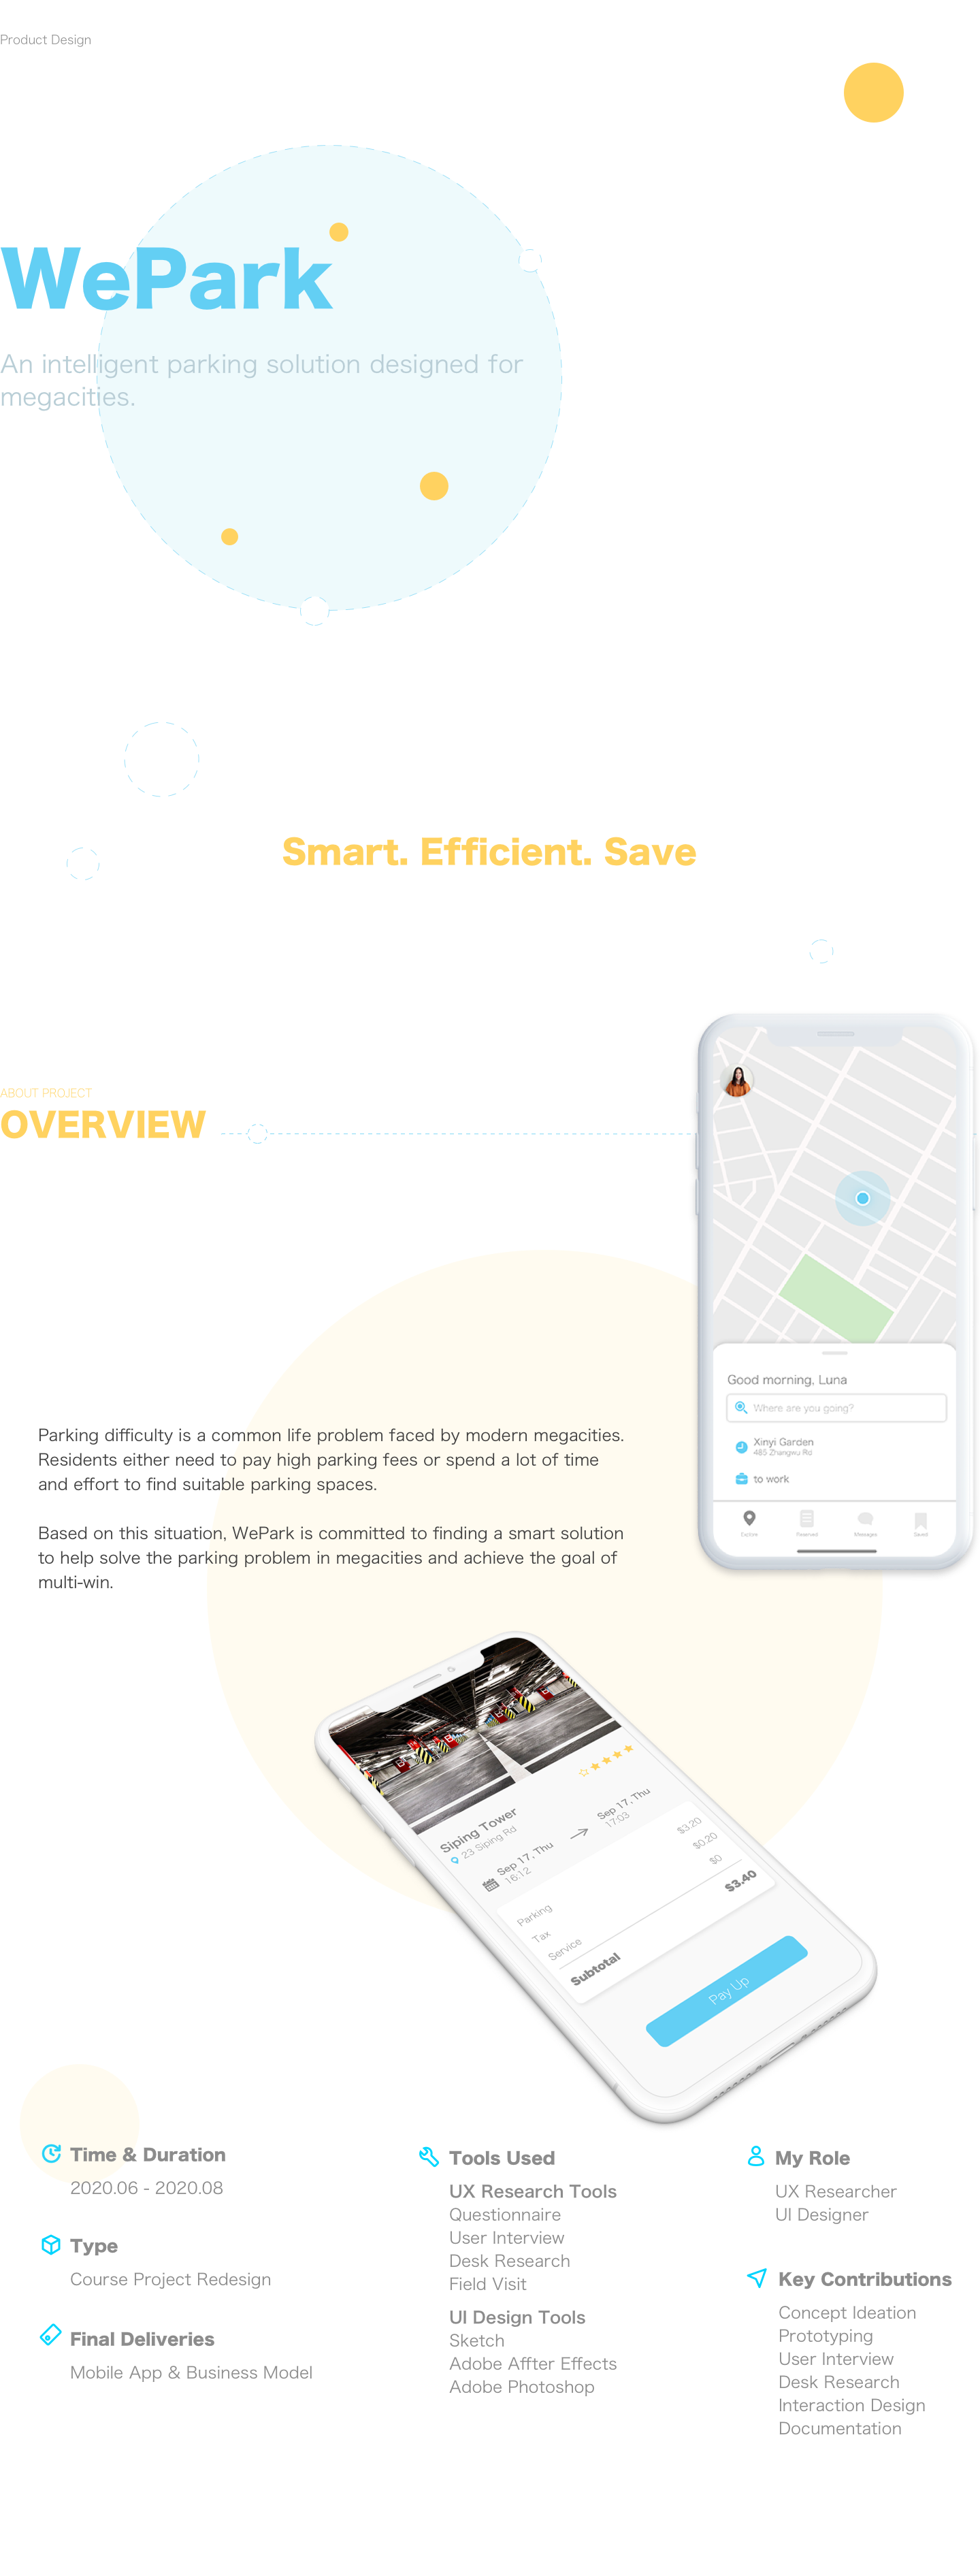 Product Design
WePark
An intelligent parking solution designed for
megacities.
Smart. Efficient. Save
ABOUT PROJECT
OVERVIEW
Good morning, Luna
Where are you going?
Xinyi Garden
485 Zhangwu Rd
to work
Explore
Reserved
Messages
Saved
Parking difficulty is a common life problem faced by modern megacities.
Residents either need to pay high parking fees or spend a lot of time
and effort to find suitable parking spaces.
Based on this situation, WePark is committed to finding a smart solution
to help solve the parking problem in megacities and achieve the goal of
multi-win.
Siping Tower
23 Siping Rd
Sep 17, Thu
16:12
Sep 17, Thu
17:03
Parking $3.20
Tax $0.20
Service $0
Subtotal $3.40
Pay Up
Time & Duration
2020.06 - 2020.08
Type
Course Project Redesign
Final Deliveries
Mobile App & Business Model
Tools Used
UX Research Tools
Questionnaire
User Interview
Desk Research
Field Visit
UI Design Tools
Sketch
Adobe Affter Effects
Adobe Photoshop
My Role
UX Researcher
UI Designer
Key Contributions
Concept Ideation
Prototyping
User Interview
Desk Research
Interaction Design
Documentation